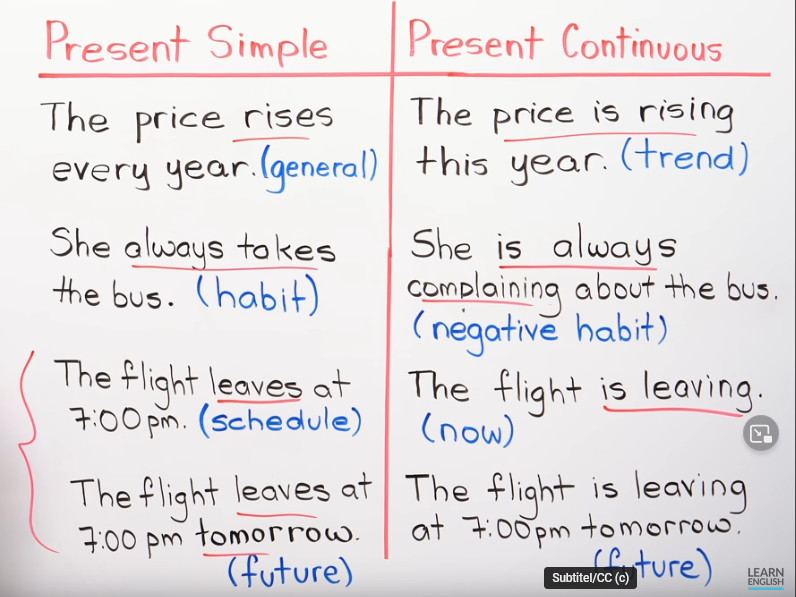 Present Simple
The price rises
every year. (general)
She always takes
the bus. (habit)
The flight leaves at
7:00 pm. (schedule)
The flight leaves at
7:00 pm tomorrow.
(future)
Present Continuous
The price is rising
this year. (trend)
She is always
complaining about the bus.
(negative habit)
The flight is leaving.
(now)
The flight is leaving
at 7:00pm tomorrow.
(future)
Subtitel/CC (c)
LEARN
ENGLISH